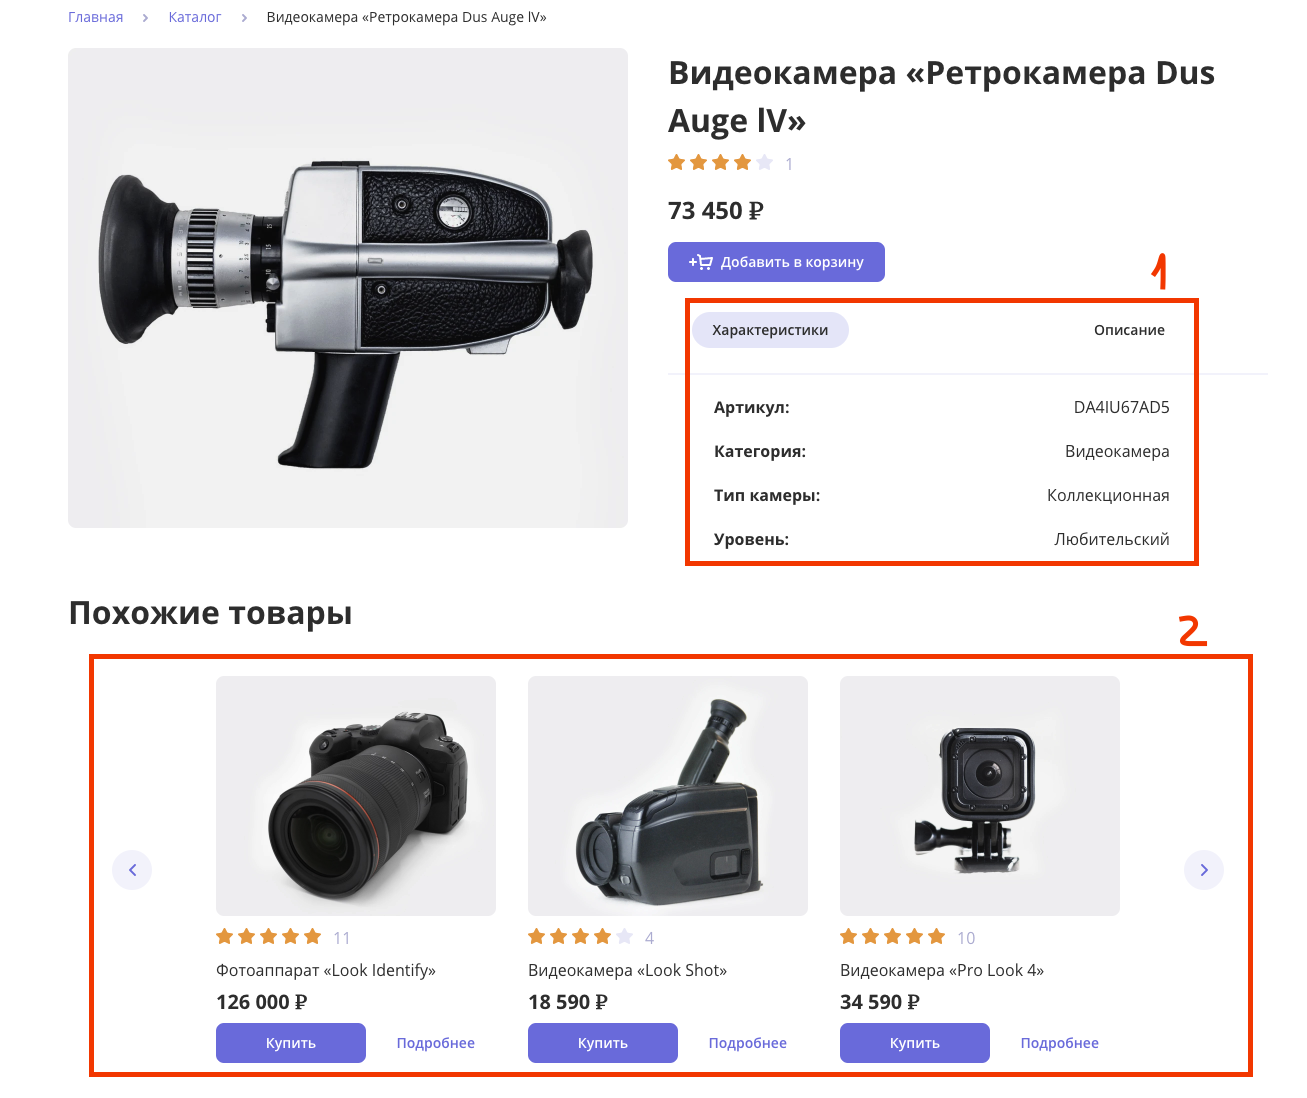 Главная > Каталог > Видеокамера «Ретрокамера Dus Auge lV»
Видеокамера «Ретрокамера Dus
Auge lV»
1
73 450 ₽
Добавить в корзину
1
Характеристики Описание
Артикул: DA4IU67AD5
Категория: Видеокамера
Тип камеры: Коллекционная
Уровень: Любительский
Похожие товары
2
11
Фотоаппарат «Look Identify»
126 000 ₽
Купить Подробнее
4
Видеокамера «Look Shot»
18 590 ₽
Купить Подробнее
10
Видеокамера «Pro Look 4»
34 590 ₽
Купить Подробнее